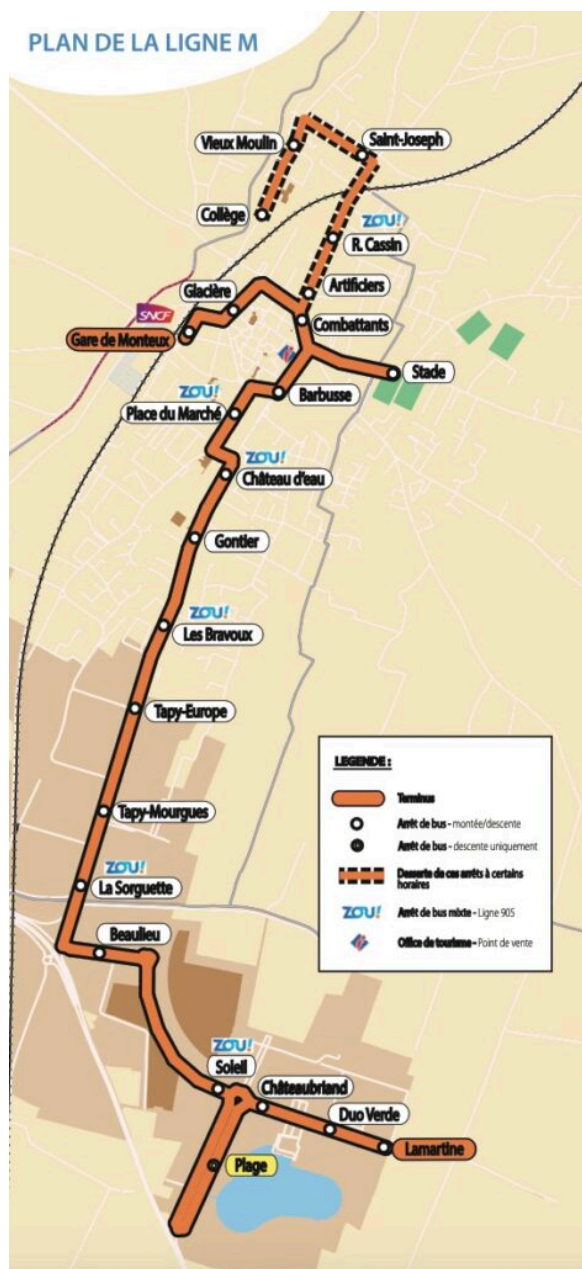 PLAN DE LA LIGNE M
Vieux Moulin
Saint-Joseph
Collège
ZOU!
R. Cassin
Glacière
Artificiers
SNCF
Combattants
Gare de Monteux
Stade
ZOU!
Barbusse
Place du Marché
ZOU!
Château d'eau
Gontier
ZOU!
Les Bravoux
Tapy-Europe
Tapy-Mourgues
ZOU!
La Sorguette
Beaulieu
ZOU!
Soleil
Châteaubriand
Duo Verde
Lamartine
Plage
LEGENDE :
Terminus
Arrêt de bus - montée/descente
Arrêt de bus - descente uniquement
Desserte de ces arrêts à certains
horaires
ZOU!
Arrêt de bus mixte - Ligne 905
Office de tourisme - Point de vente